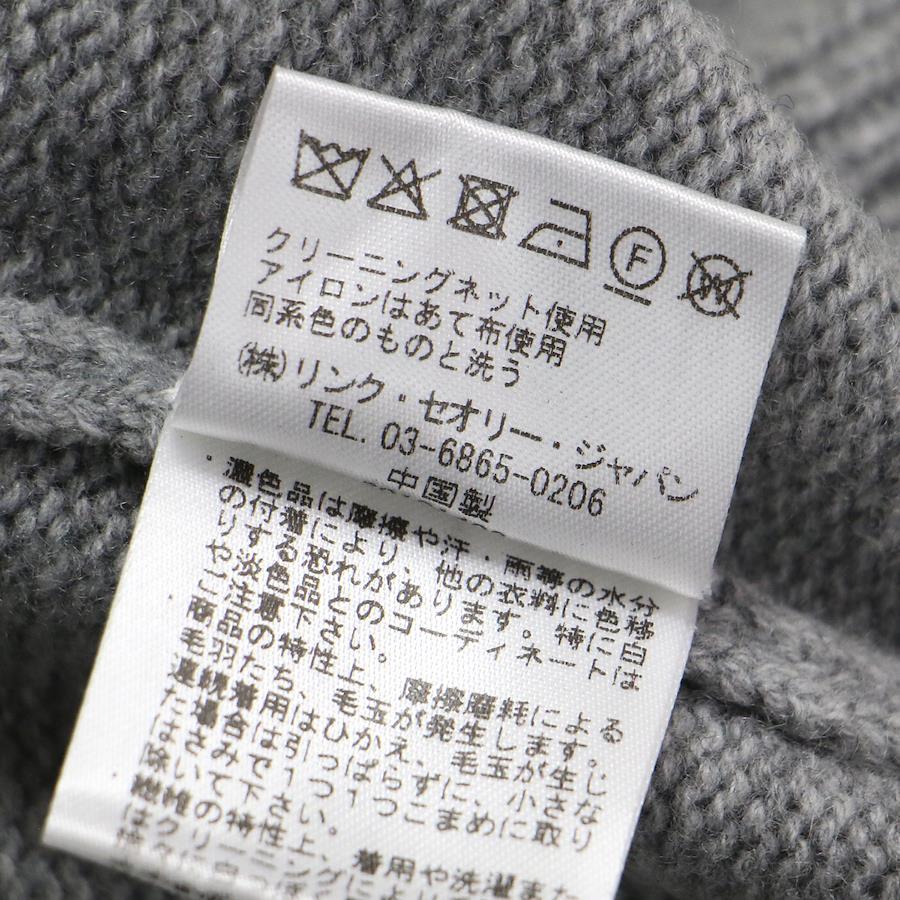 F
W
クリーニングネット使用
アイロンはあて布使用
同系色のものと洗う
(株)リンク・セオリー・ジャパン
TEL. 03-6865-0206
中国製
・濃色品は摩擦や汗・雨等の水分
の付着により、他の衣料に色移
りする恐れがあります。特に白
や淡色品とのコーディネートは
ご注意下さい。
・商品の特性上、摩擦磨耗による
毛羽たち、毛玉が発生します。
連続着用はひかえ、毛玉が生じ
た場合は引っぱらずに、小さな
はさみで1つ1つこまめに取り
除いて下さい。
・繊維の特性上、着用や洗濯また
はクリーニングによ